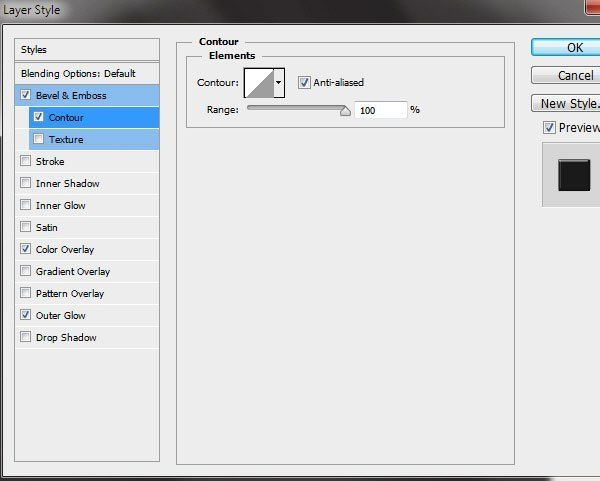 Layer Style
Styles
Blending Options: Default
Bevel & Emboss
Contour
Texture
Stroke
Inner Shadow
Inner Glow
Satin
Color Overlay
Gradient Overlay
Pattern Overlay
Outer Glow
Drop Shadow
Contour
Elements
Contour:
Anti-aliased
Range:
100
%
OK
Cancel
New Style.
Preview